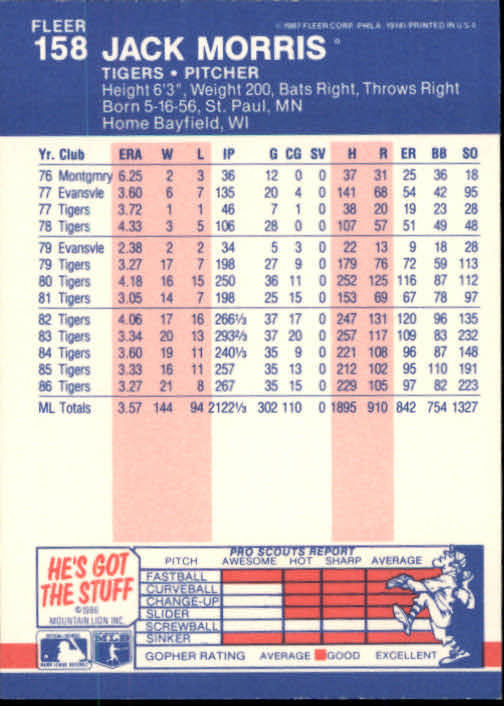 FLEER
© 1987 FLEER CORP. PHILA. 19141 PRINTED IN U.S.A.
158 JACK MORRIS
TIGERS • PITCHER
Height 6'3", Weight 200, Bats Right, Throws Right
Born 5-16-56, St. Paul, MN
Home Bayfield, WI
Yr. Club ERA W L IP G CG SV H R ER BB SO
76 Montgmry 6.25 2 3 36 12 0 0 37 31 25 36 18
77 Evansvle 3.60 6 7 135 20 4 0 141 68 54 42 95
77 Tigers 3.72 1 1 46 7 1 0 38 20 19 23 28
78 Tigers 4.33 3 5 106 28 0 0 107 57 51 49 48
79 Evansvle 2.38 2 2 34 5 3 0 22 13 9 18 28
79 Tigers 3.27 17 7 198 27 9 0 179 76 72 59 113
80 Tigers 4.18 16 15 250 36 11 0 252 125 116 87 112
81 Tigers 3.05 14 7 198 25 15 0 153 69 67 78 97
82 Tigers 4.06 17 16 266⅓ 37 17 0 247 131 120 96 135
83 Tigers 3.34 20 13 293⅔ 37 20 0 257 117 109 83 232
84 Tigers 3.60 19 11 240⅓ 35 9 0 221 108 96 87 148
85 Tigers 3.33 16 11 257 35 13 0 212 102 95 110 191
86 Tigers 3.27 21 8 267 35 15 0 229 105 97 82 223
ML Totals 3.57 144 94 2122⅓ 302 110 0 1895 910 842 754 1327
HE'S GOT
THE STUFF
©1986
MOUNTAIN LION INC.
MLB
PRO SCOUTS REPORT
PITCH AWESOME HOT SHARP AVERAGE
FASTBALL
CURVEBALL
CHANGE-UP
SLIDER
SCREWBALL
SINKER
GOPHER RATING AVERAGE GOOD EXCELLENT